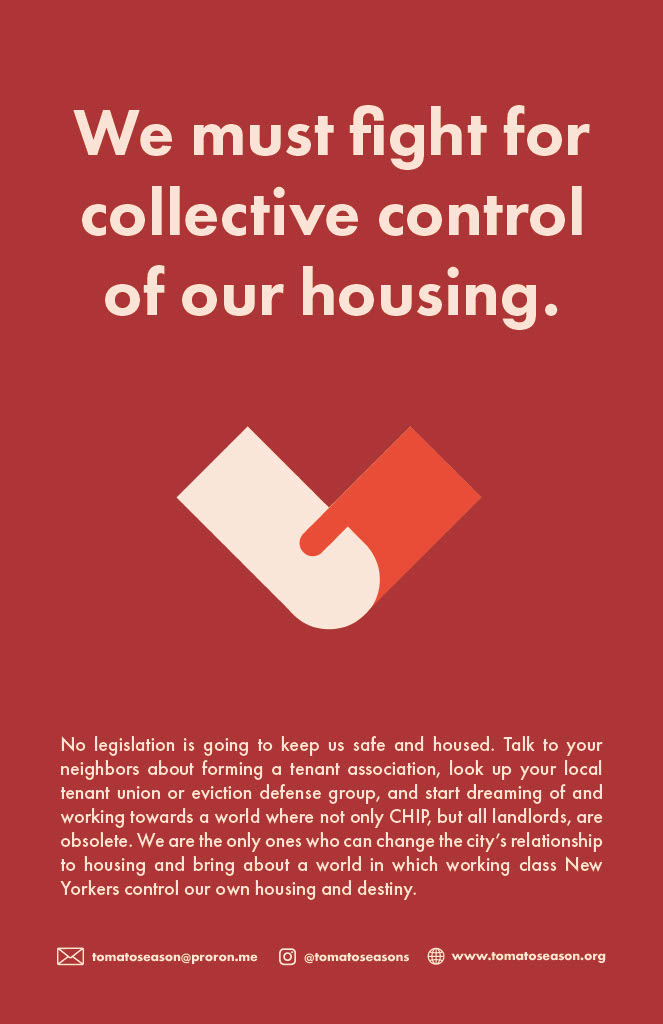 We must fight for
collective control
of our housing.
No legislation is going to keep us safe and housed. Talk to your
neighbors about forming a tenant association, look up your local
tenant union or eviction defense group, and start dreaming of and
working towards a world where not only CHIP, but all landlords, are
obsolete. We are the only ones who can change the city's relationship
to housing and bring about a world in which working class New
Yorkers control our own housing and destiny.
tomatoseason@proron.me @tomatoseasons www.tomatoseason.org